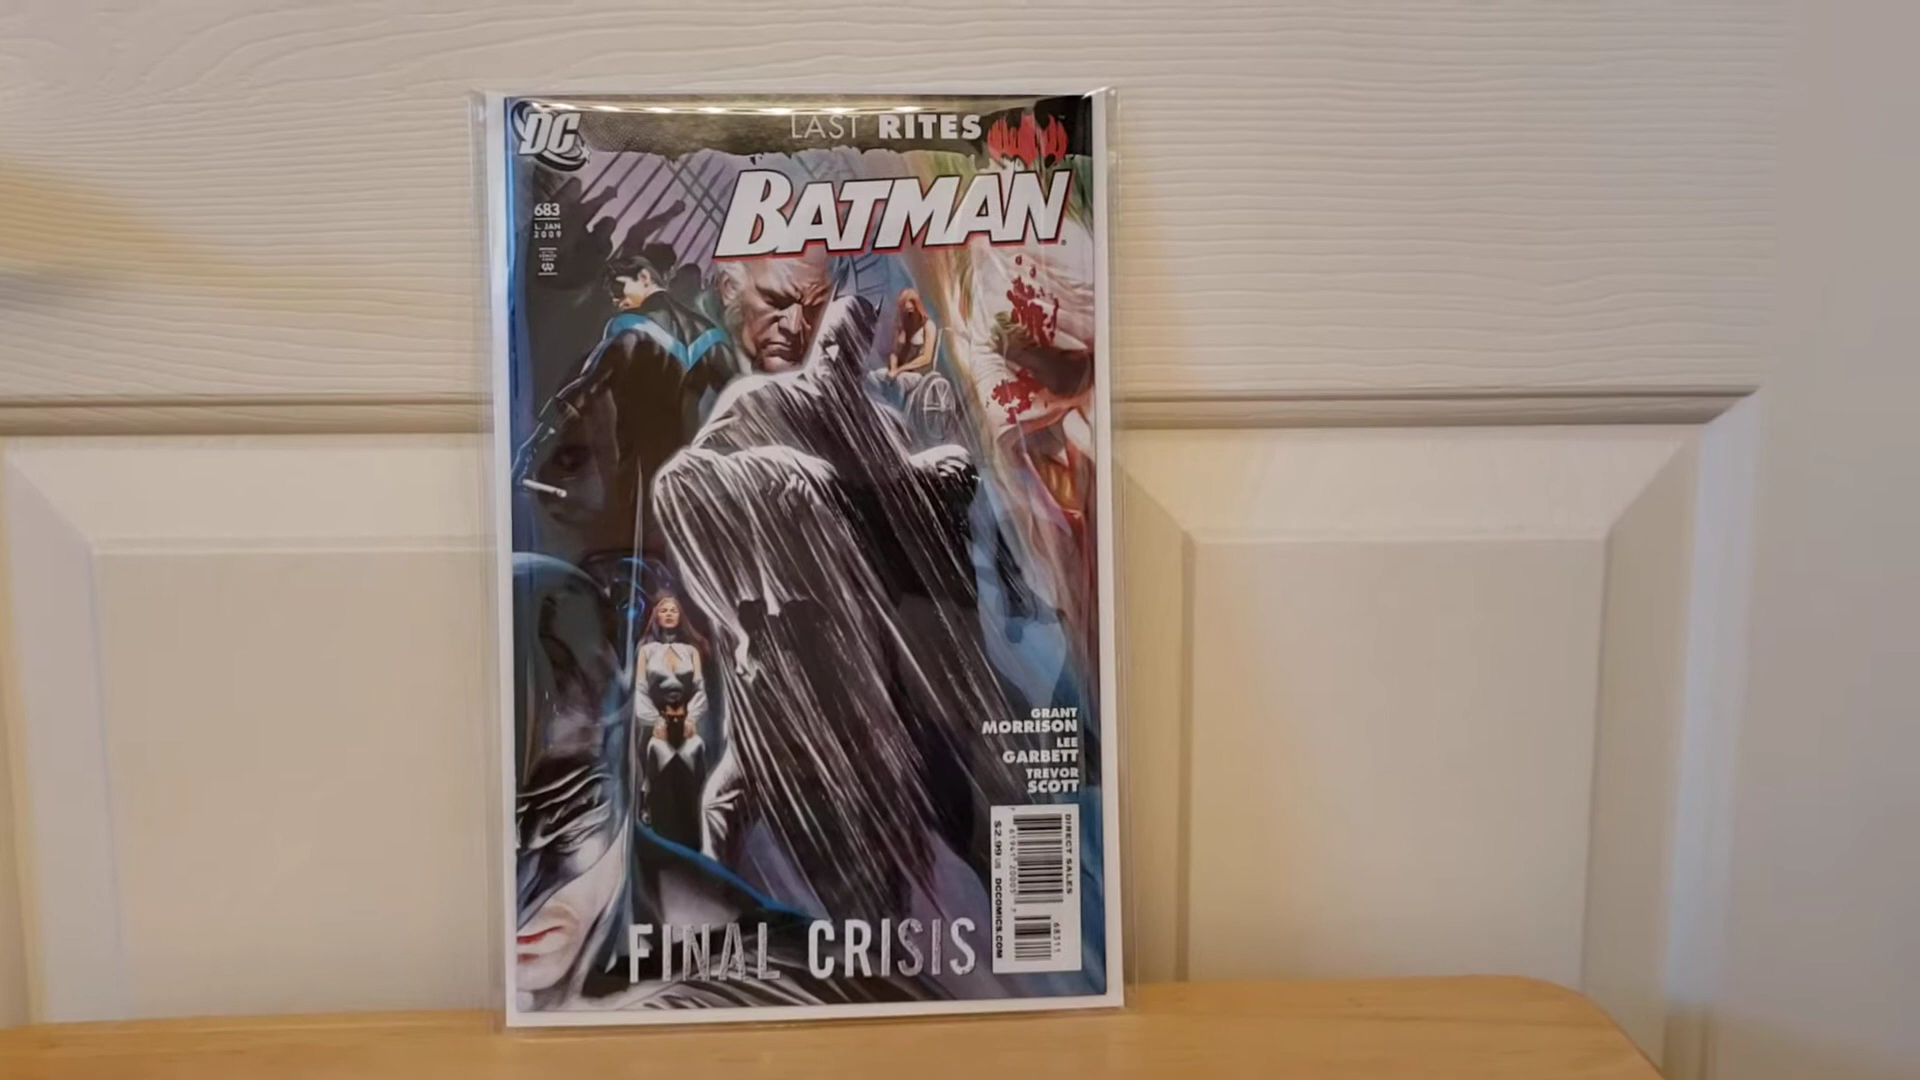 DC
LAST RITES
BATMAN
683
L. JAN
2009
GRANT
MORRISON
LEE
GARBETT
TREVOR
SCOTT
DIRECT SALES
68311
$2.99 US DCCOMICS.COM
FINAL CRISIS